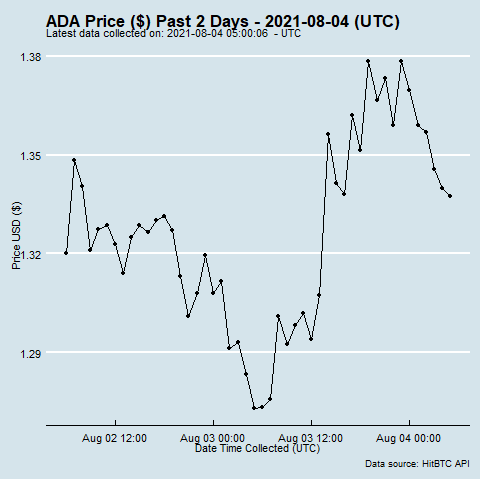 ADA Price ($) Past 2 Days - 2021-08-04 (UTC)
Latest data collected on: 2021-08-04 05:00:06 - UTC
1.38
1.35
1.32
1.29
Price USD ($)
Aug 02 12:00 Aug 03 00:00 Aug 03 12:00 Aug 04 00:00
Date Time Collected (UTC)
Data source: HitBTC API